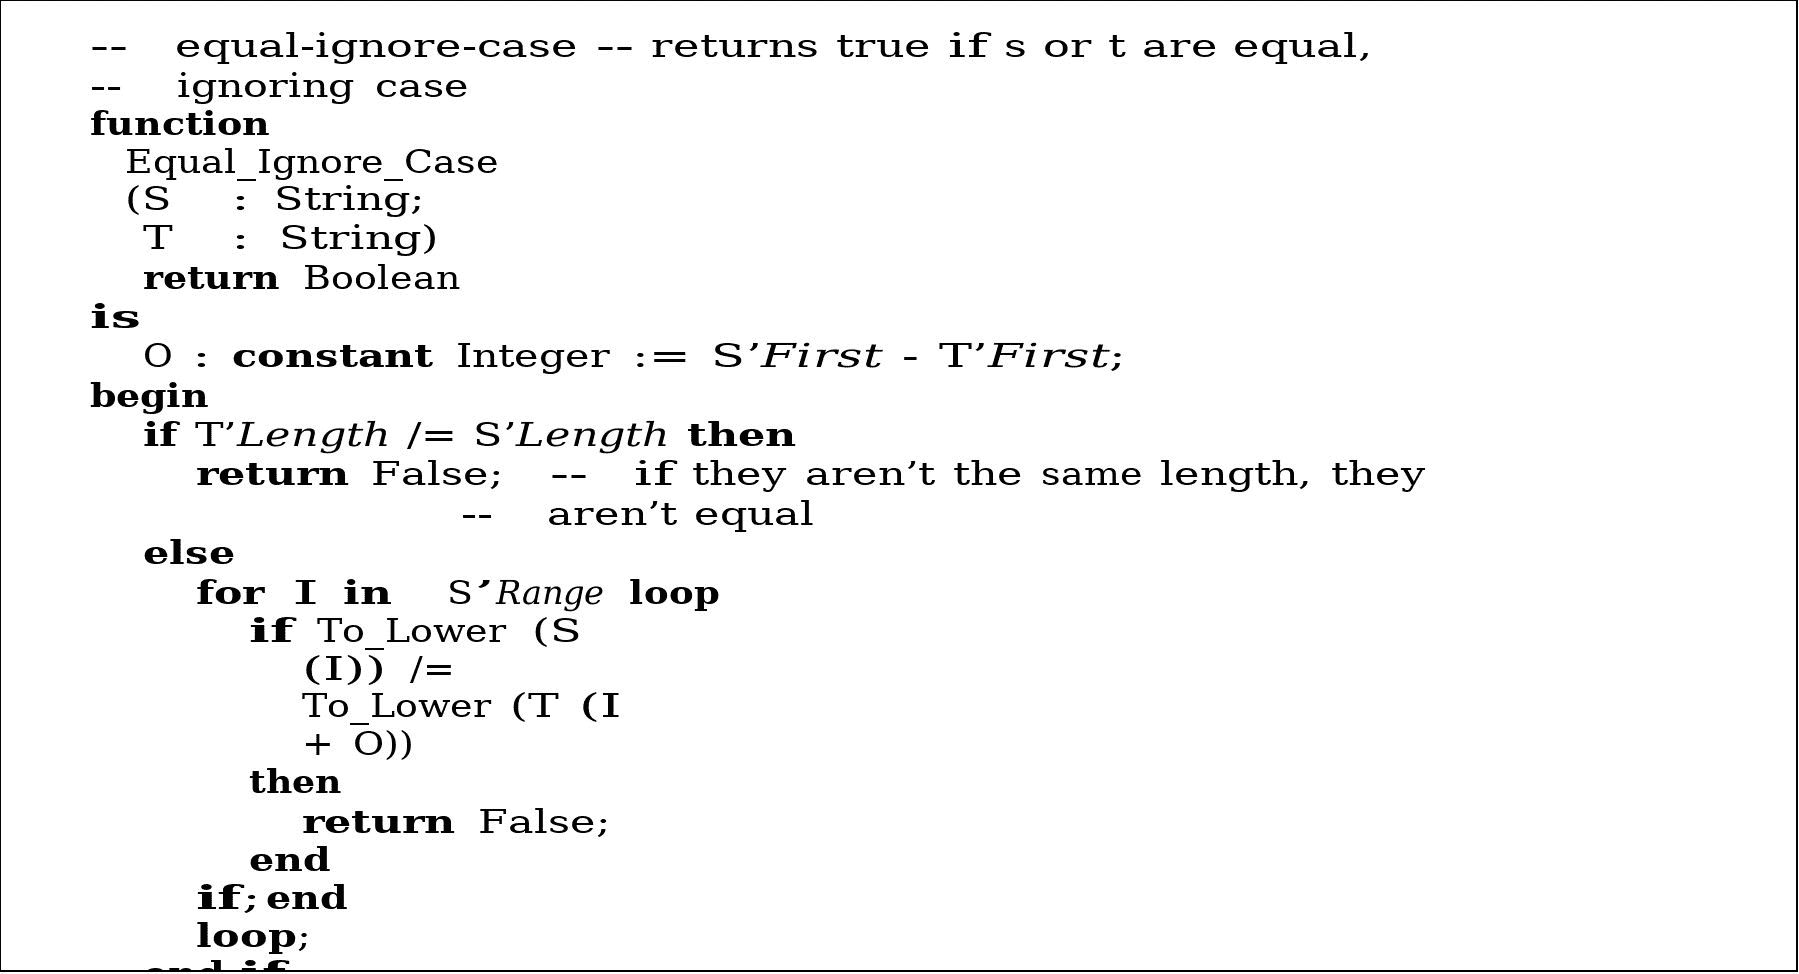 -- equal-ignore-case -- returns true if s or t are equal,
-- ignoring case
function
Equal_Ignore_Case
(S : String;
T : String)
return Boolean
is
O : constant Integer := S’First - T’First;
begin
if T’Length /= S’Length then
return False; -- if they aren’t the same length, they
-- aren’t equal
else
for I in S’Range loop
if To_Lower (S
(I)) /=
To_Lower (T (I
+ O))
then
return False;
end
if; end
loop;
end if